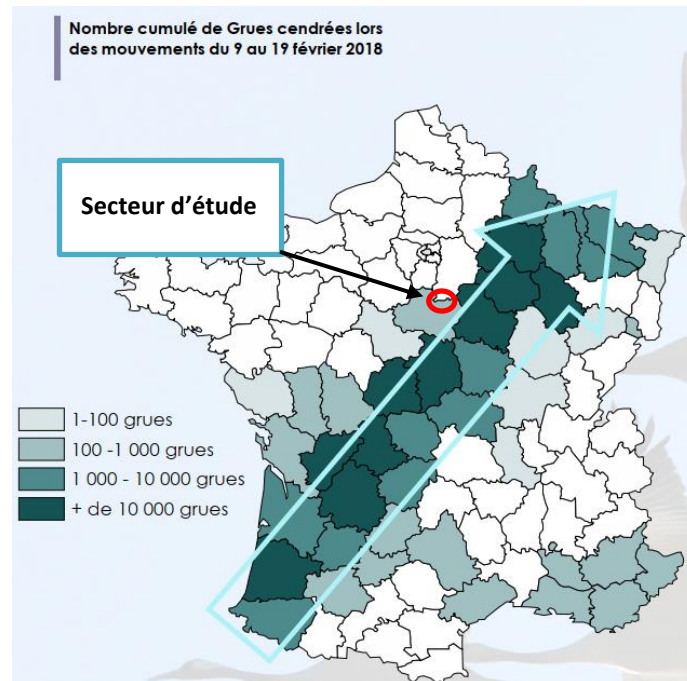 Nombre cumulé de Grues cendrées lors
des mouvements du 9 au 19 février 2018
Secteur d'étude
1-100 grues
100 -1 000 grues
1 000 - 10 000 grues
+ de 10 000 grues